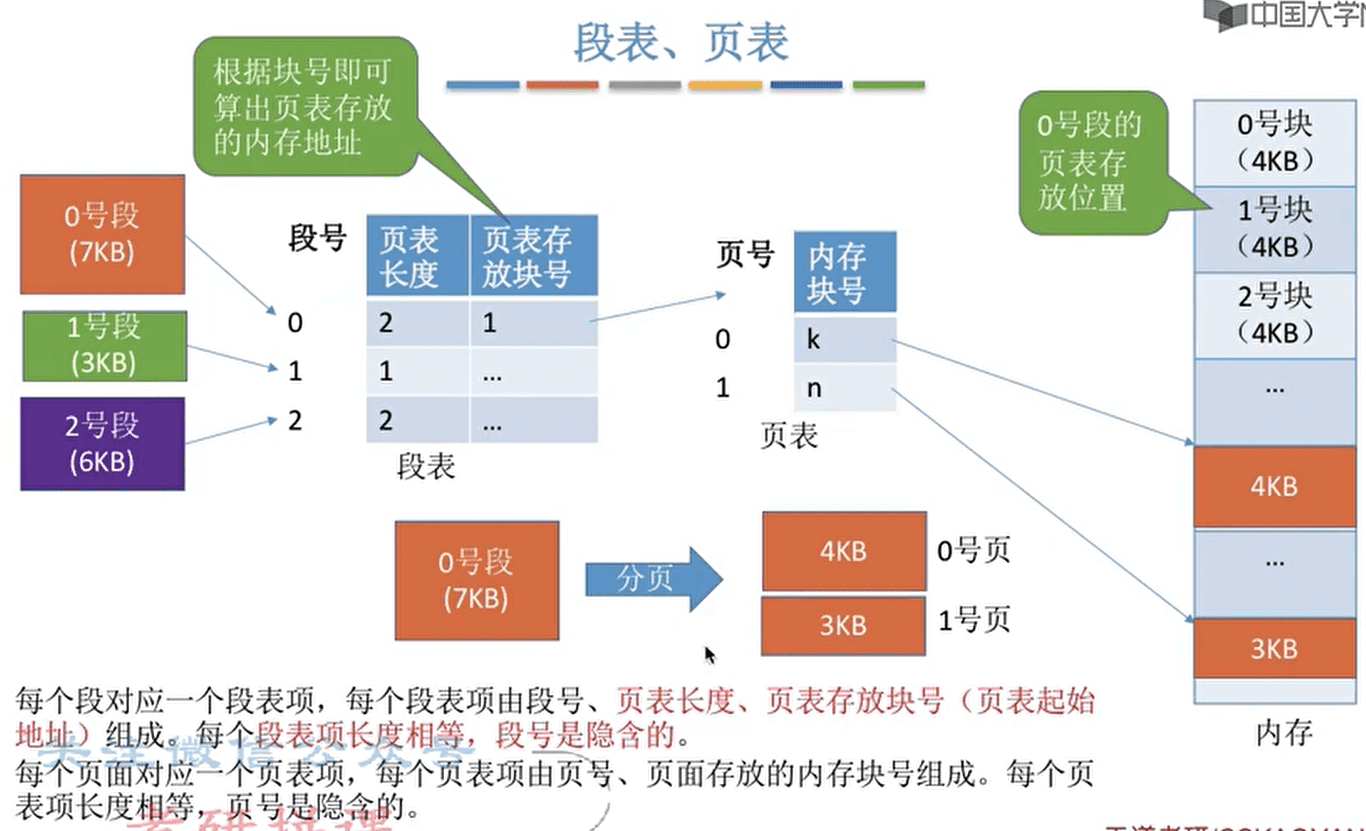 中国大学
段表、页表
根据块号即可
算出页表存放
的内存地址
0号段的
页表存
放位置
0号段
(7KB)
1号段
(3KB)
2号段
(6KB)
段号
页表
长度
页表存
放块号
0
2
1
1
1
...
2
2
...
段表
页号
内存
块号
0
k
1
n
页表
0号块
（4KB）
1号块
（4KB）
2号块
（4KB）
...
4KB
...
3KB
内存
0号段
(7KB)
分页
4KB
0号页
3KB
1号页
每个段对应一个段表项，每个段表项由段号、页表长度、页表存放块号（页表起始
地址）组成。每个段表项长度相等，段号是隐含的。
关注微信公众号
每个页面对应一个页表项，每个页表项由页号、页面存放的内存块号组成。每个页
表项长度相等，页号是隐含的。